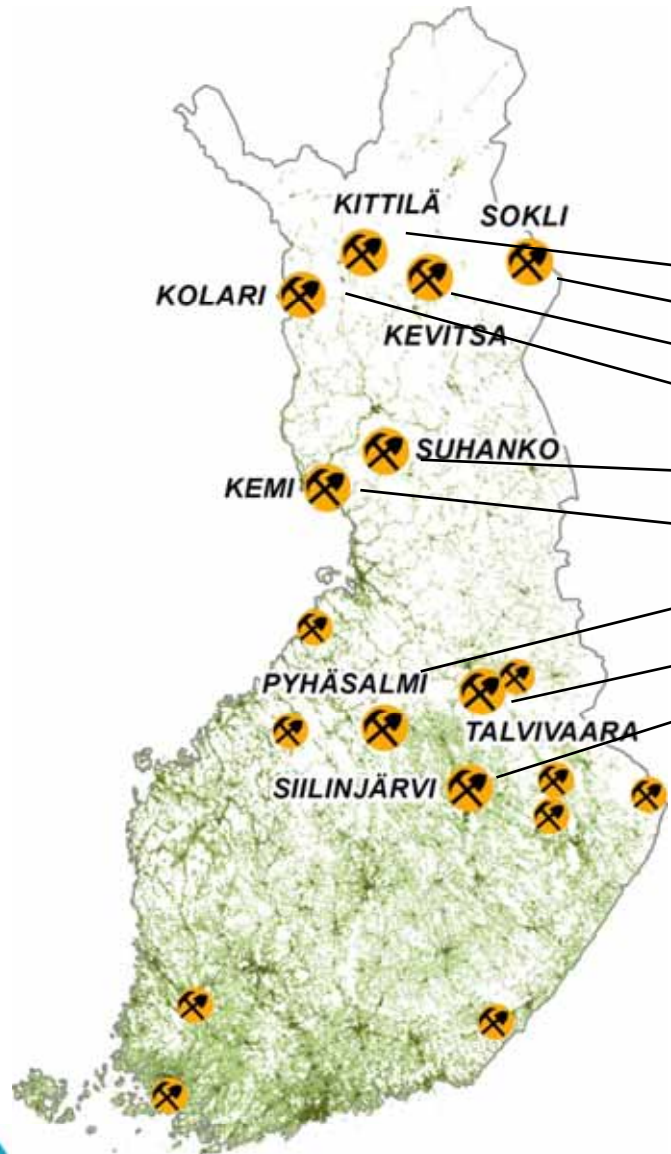 KITTILÄ
SOKLI
KOLARI
KEVITSA
SUHANKO
KEMI
PYHÄSALMI
TALVIVAARA
SIILINJÄRVI